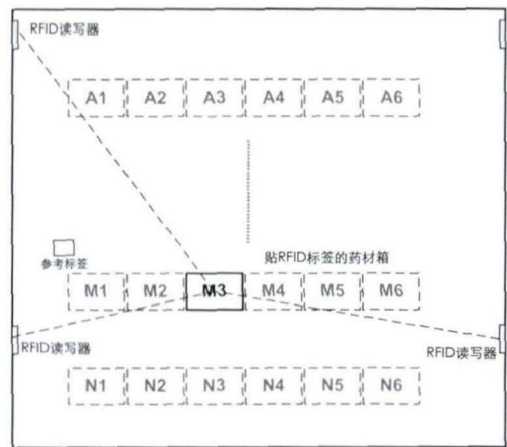 RFID读写器
A1 A2 A3 A4 A5 A6
贴RFID标签的药材箱
参考标签
M1 M2 M3 M4 M5 M6
RFID读写器
RFID读写器
N1 N2 N3 N4 N5 N6